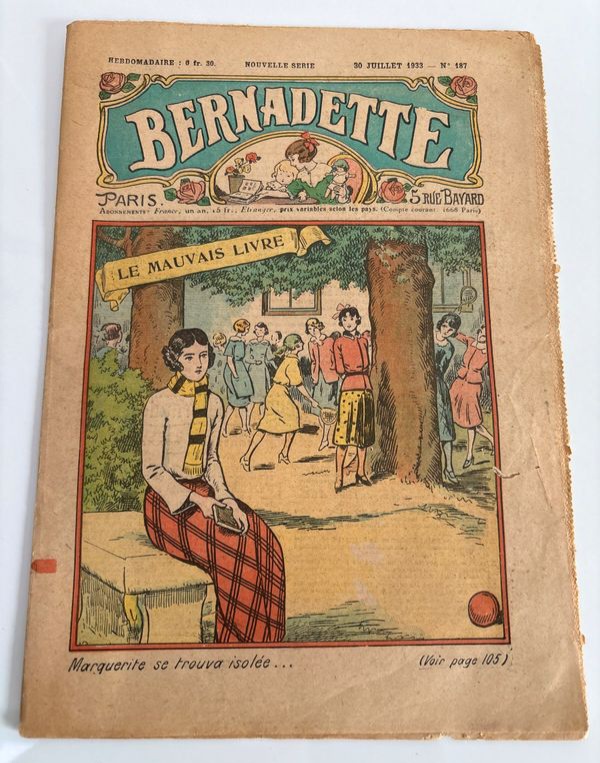 HEBDOMADAIRE : 0 fr. 30. NOUVELLE SERIE 30 JUILLET 1933 — N° 187
BERNADETTE
PARIS. 5 RUE BAYARD
ABONNEMENTS : France, un an, 15 fr., Etranger, prix variables selon les pays. (Compte courant : 1668 Paris)
LE MAUVAIS LIVRE
Marguerite se trouva isolée... (Voir page 105)